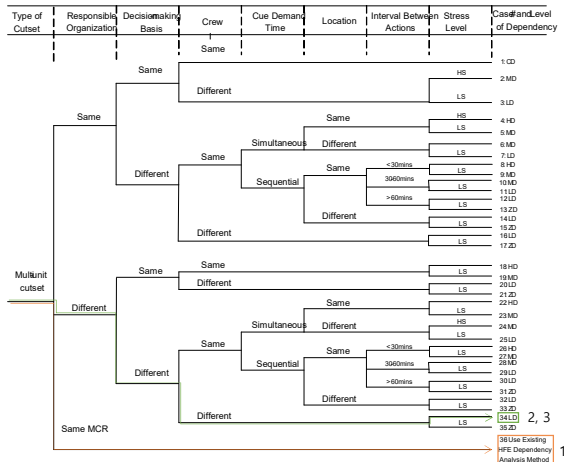 Type of Cutset
Responsible Organization
Decision-making Basis
Crew
Cue Demand Time
Location
Interval Between Actions
Stress Level
Case# and Level of Dependency
Same
1:CD
HS
Same
2:MD
Different
LS
3:LD
HS
4:HD
Same
Same
LS
5:MD
Simultaneous
Different
6:MD
Same
LS
7:LD
<30mins
8:HD
Same
LS
9:MD
Different
Sequential
3060mins
10:MD
LS
11:LD
>60mins
12:LD
LS
13:ZD
Different
14:LD
LS
15:ZD
Different
16:LD
LS
17:ZD
Same
18:HD
Same
LS
19:MD
Multi-unit cutset
Different
20:LD
LS
21:ZD
Different
Same
22:HD
LS
23:MD
Simultaneous
Different
HS
24:MD
Same
LS
25:LD
<30mins
26:HD
Same
LS
27:MD
Different
Sequential
3060mins
28:MD
LS
29:LD
>60mins
30:LD
LS
31:ZD
Different
32:LD
LS
33:ZD
Different
34:LD
2, 3
Same MCR
LS
35:ZD
36:Use Existing
HFE Dependency
Analysis Method
1